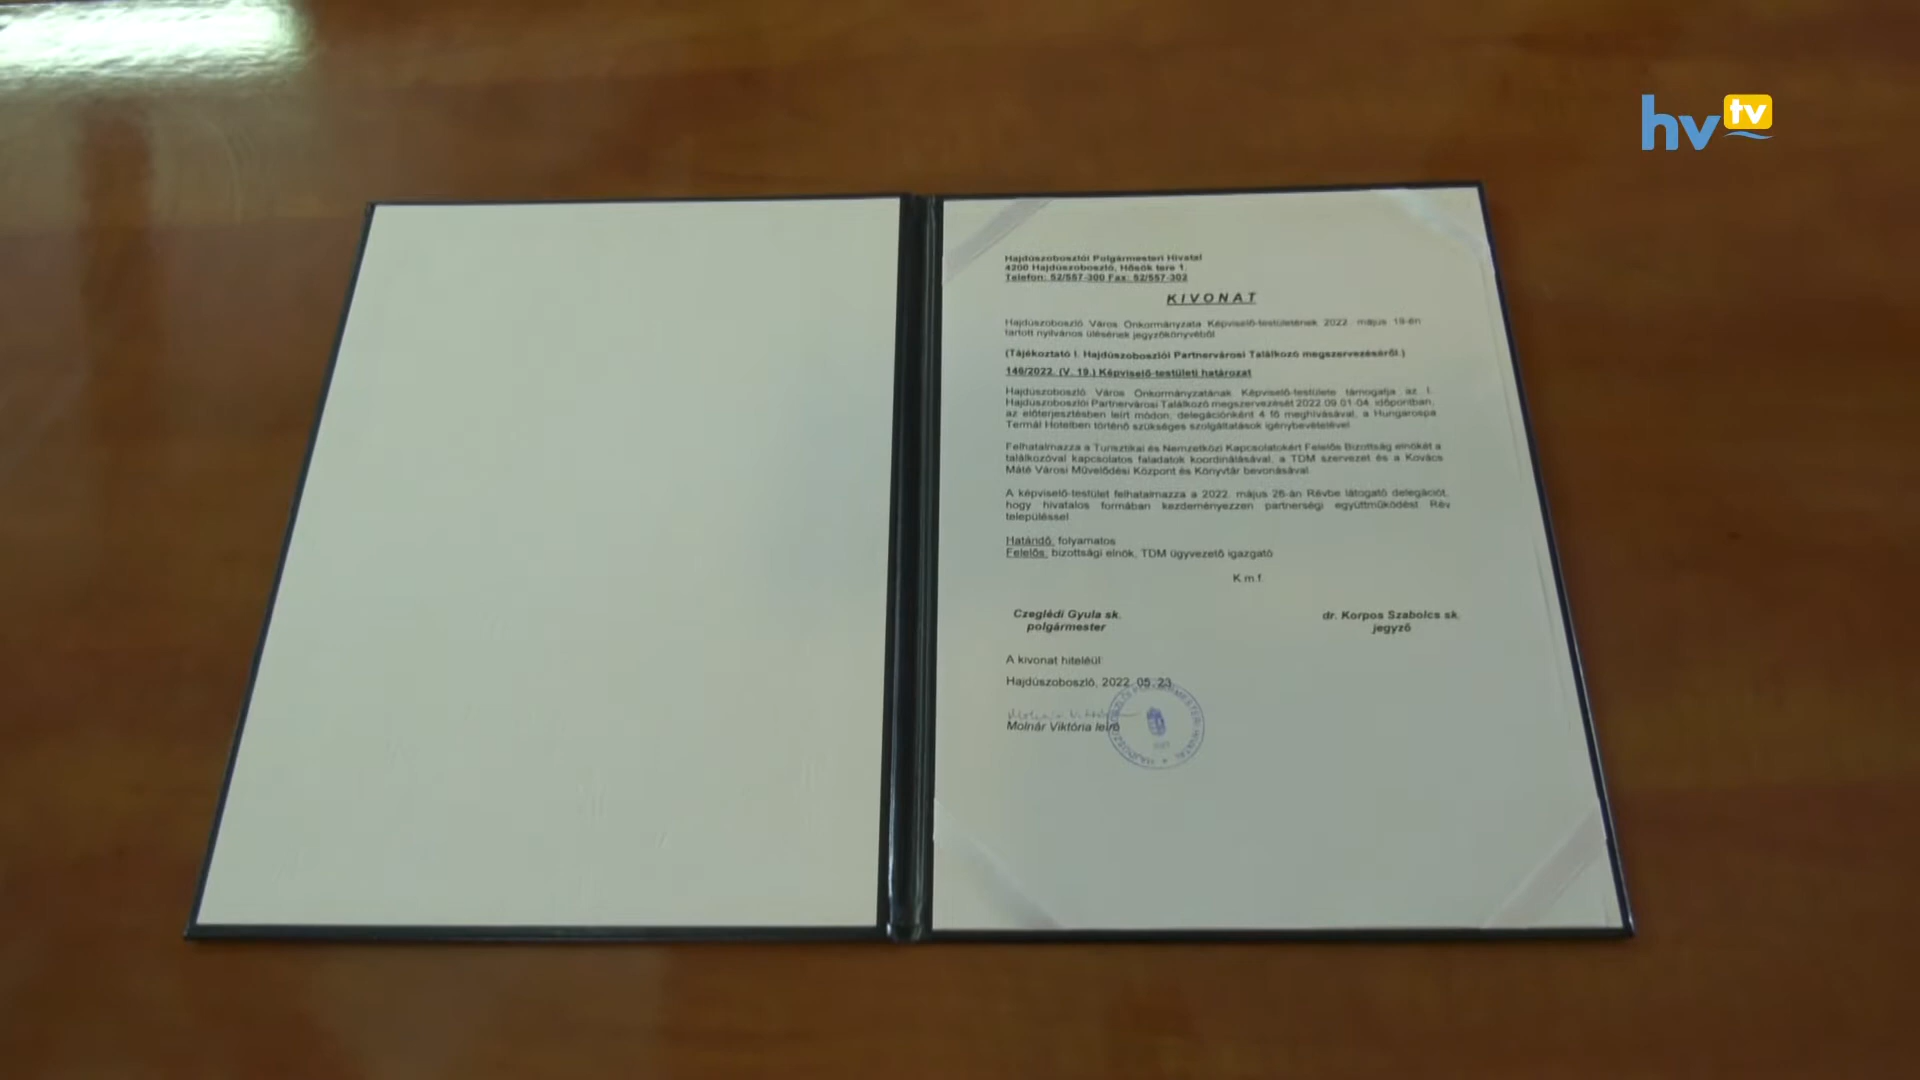 hv tv
Hajdúszoboszlói Polgármesteri Hivatal
4200 Hajdúszoboszló, Hősök tere 1.
Telefon: 52/557-300 Fax: 52/557-302
KIVONAT
Hajdúszoboszló Város Önkormányzata Képviselő-testületének 2022. május 19-én
tartott nyilvános ülésének jegyzőkönyvéből
(Tájékoztató I. Hajdúszoboszlói Partnervárosi Találkozó megszervezéséről.)
146/2022. (V. 19.) Képviselő-testületi határozat
Hajdúszoboszló Város Önkormányzatának Képviselő-testülete támogatja az I.
Hajdúszoboszlói Partnervárosi Találkozó megszervezését 2022.09.01-04. időpontban,
az előterjesztésben leírt módon, delegációnként 4 fő meghívásával, a Hungarospa
Termál Hotelben történő szükséges szolgáltatások igénybevételével.
Felhatalmazza a Turisztikai és Nemzetközi Kapcsolatokért Felelős Bizottság elnökét a
találkozóval kapcsolatos faladatok koordinálásával, a TDM szervezet és a Kovács
Máté Városi Művelődési Központ és Könyvtár bevonásával.
A képviselő-testület felhatalmazza a 2022. május 26-án Révbe látogató delegációt,
hogy hivatalos formában kezdeményezzen partnerségi együttműködést Rév
településsel.
Határidő: folyamatos
Felelős: bizottsági elnök, TDM ügyvezető igazgató
K.m.f.
Czeglédi Gyula sk. dr. Korpos Szabolcs sk.
polgármester jegyző
A kivonat hiteléül:
Hajdúszoboszló, 2022. 05. 23.
Molnár Viktória
Molnár Viktória leíró